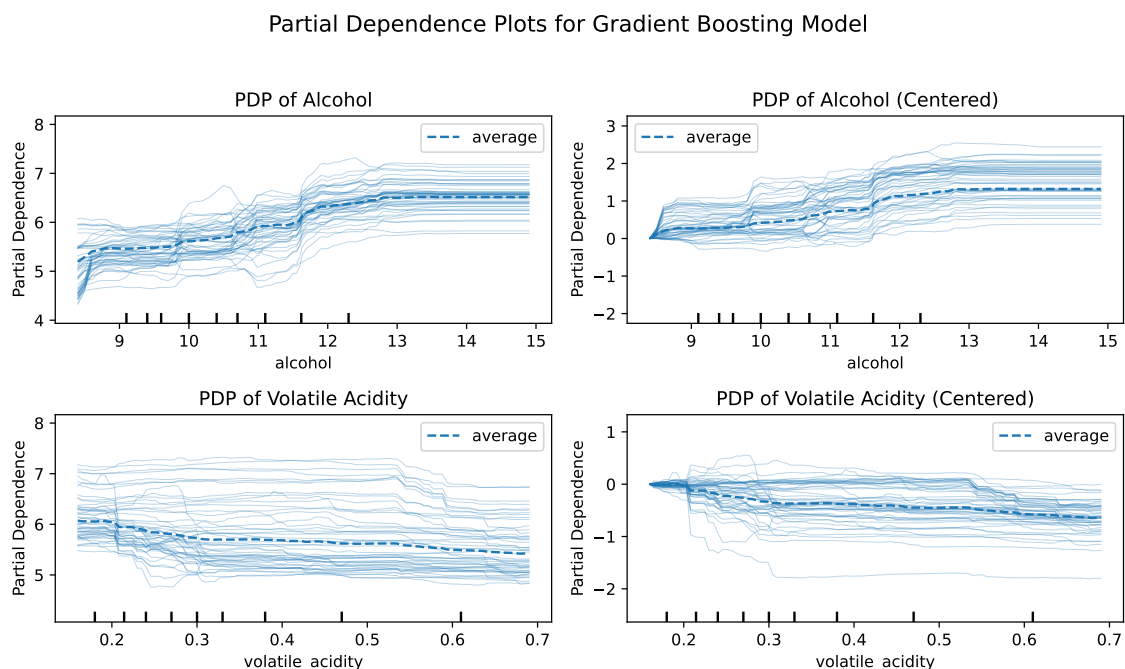 Partial Dependence Plots for Gradient Boosting Model
PDP of Alcohol
Partial Dependence
8
7
6
5
4
average
9 10 11 12 13 14 15
alcohol
PDP of Alcohol (Centered)
Partial Dependence
3
2
1
0
−1
−2
average
9 10 11 12 13 14 15
alcohol
PDP of Volatile Acidity
Partial Dependence
8
7
6
5
average
0.2 0.3 0.4 0.5 0.6 0.7
volatile_acidity
PDP of Volatile Acidity (Centered)
Partial Dependence
1
0
−1
−2
average
0.2 0.3 0.4 0.5 0.6 0.7
volatile_acidity